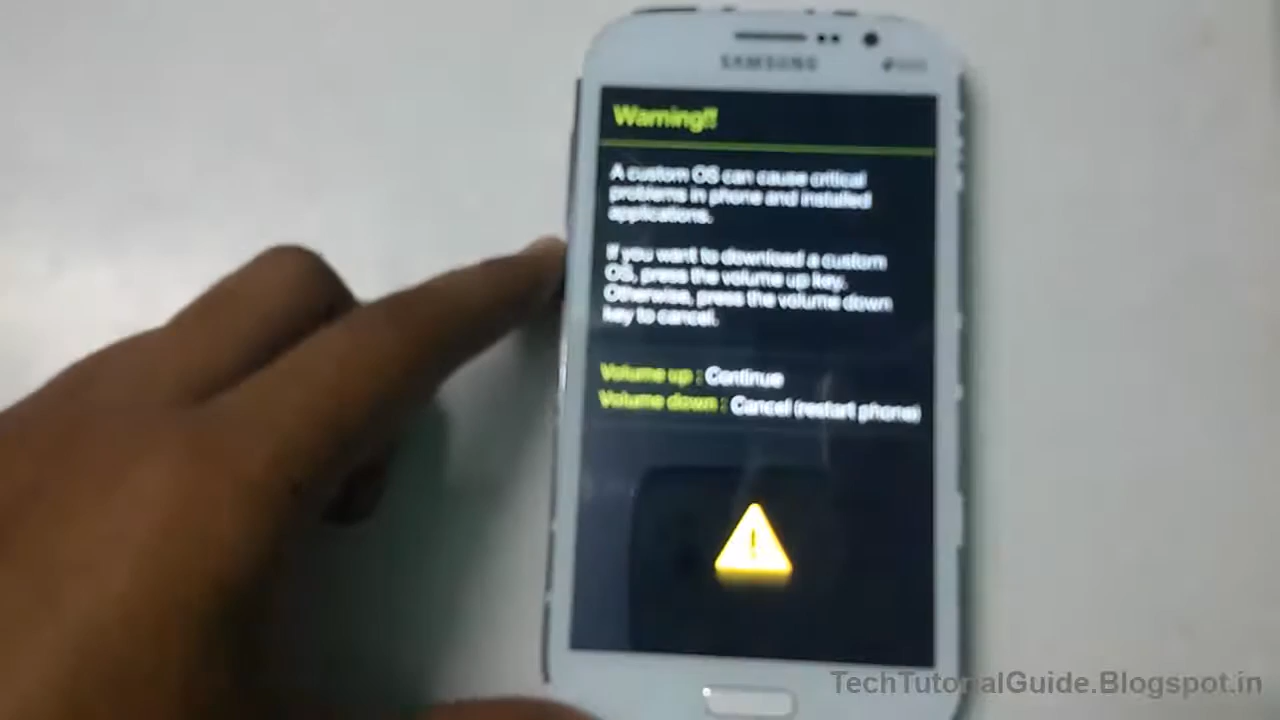 SAMSUNG
Warning!!
A custom OS can cause critical
problems in phone and installed
applications.
If you want to download a custom
OS, press the volume up key.
Otherwise, press the volume down
key to cancel.
Volume up : Continue
Volume down : Cancel (restart phone)
TechTutorialGuide.Blogspot.in